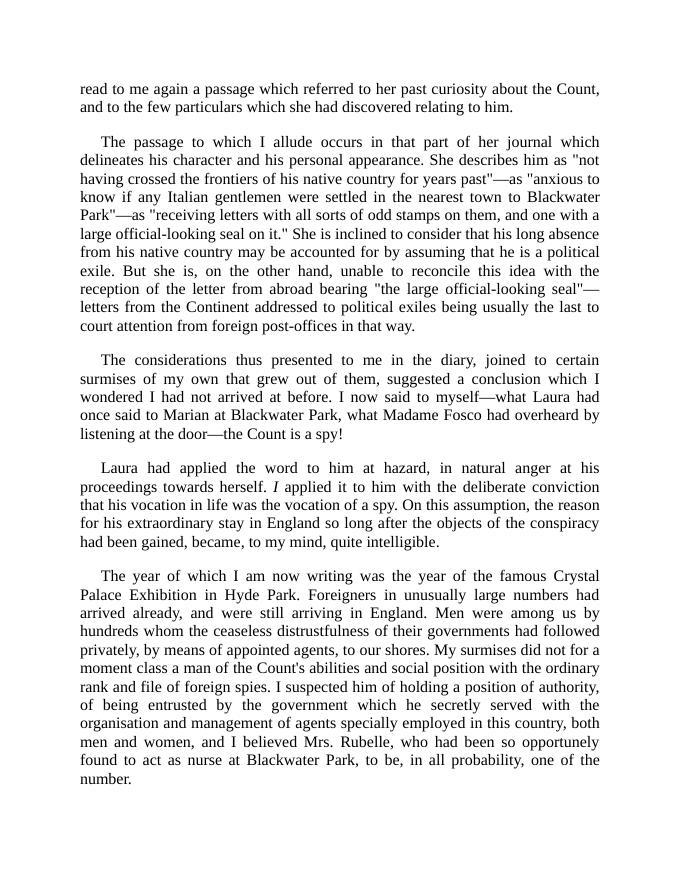 read to me again a passage which referred to her past curiosity about the Count,
and to the few particulars which she had discovered relating to him.
The passage to which I allude occurs in that part of her journal which
delineates his character and his personal appearance. She describes him as "not
having crossed the frontiers of his native country for years past"—as "anxious to
know if any Italian gentlemen were settled in the nearest town to Blackwater
Park"—as "receiving letters with all sorts of odd stamps on them, and one with a
large official-looking seal on it." She is inclined to consider that his long absence
from his native country may be accounted for by assuming that he is a political
exile. But she is, on the other hand, unable to reconcile this idea with the
reception of the letter from abroad bearing "the large official-looking seal"—
letters from the Continent addressed to political exiles being usually the last to
court attention from foreign post-offices in that way.
The considerations thus presented to me in the diary, joined to certain
surmises of my own that grew out of them, suggested a conclusion which I
wondered I had not arrived at before. I now said to myself—what Laura had
once said to Marian at Blackwater Park, what Madame Fosco had overheard by
listening at the door—the Count is a spy!
Laura had applied the word to him at hazard, in natural anger at his
proceedings towards herself. I applied it to him with the deliberate conviction
that his vocation in life was the vocation of a spy. On this assumption, the reason
for his extraordinary stay in England so long after the objects of the conspiracy
had been gained, became, to my mind, quite intelligible.
The year of which I am now writing was the year of the famous Crystal
Palace Exhibition in Hyde Park. Foreigners in unusually large numbers had
arrived already, and were still arriving in England. Men were among us by
hundreds whom the ceaseless distrustfulness of their governments had followed
privately, by means of appointed agents, to our shores. My surmises did not for a
moment class a man of the Count's abilities and social position with the ordinary
rank and file of foreign spies. I suspected him of holding a position of authority,
of being entrusted by the government which he secretly served with the
organisation and management of agents specially employed in this country, both
men and women, and I believed Mrs. Rubelle, who had been so opportunely
found to act as nurse at Blackwater Park, to be, in all probability, one of the
number.